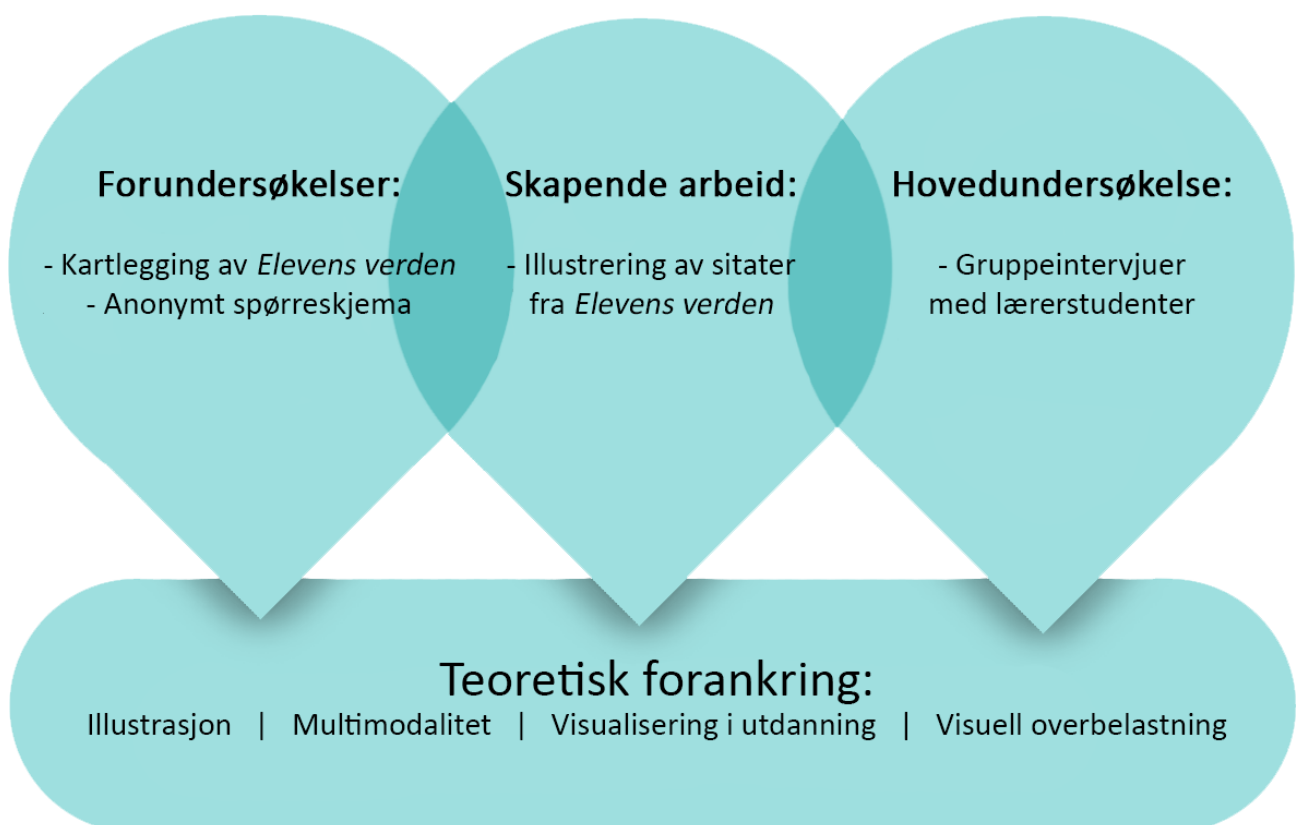 Forundersøkelser:
- Kartlegging av Elevens verden
- Anonymt spørreskjema
Skapende arbeid:
- Illustrering av sitater
fra Elevens verden
Hovedundersøkelse:
- Gruppeintervjuer
med lærerstudenter
Teoretisk forankring:
Illustrasjon | Multimodalitet | Visualisering i utdanning | Visuell overbelastning